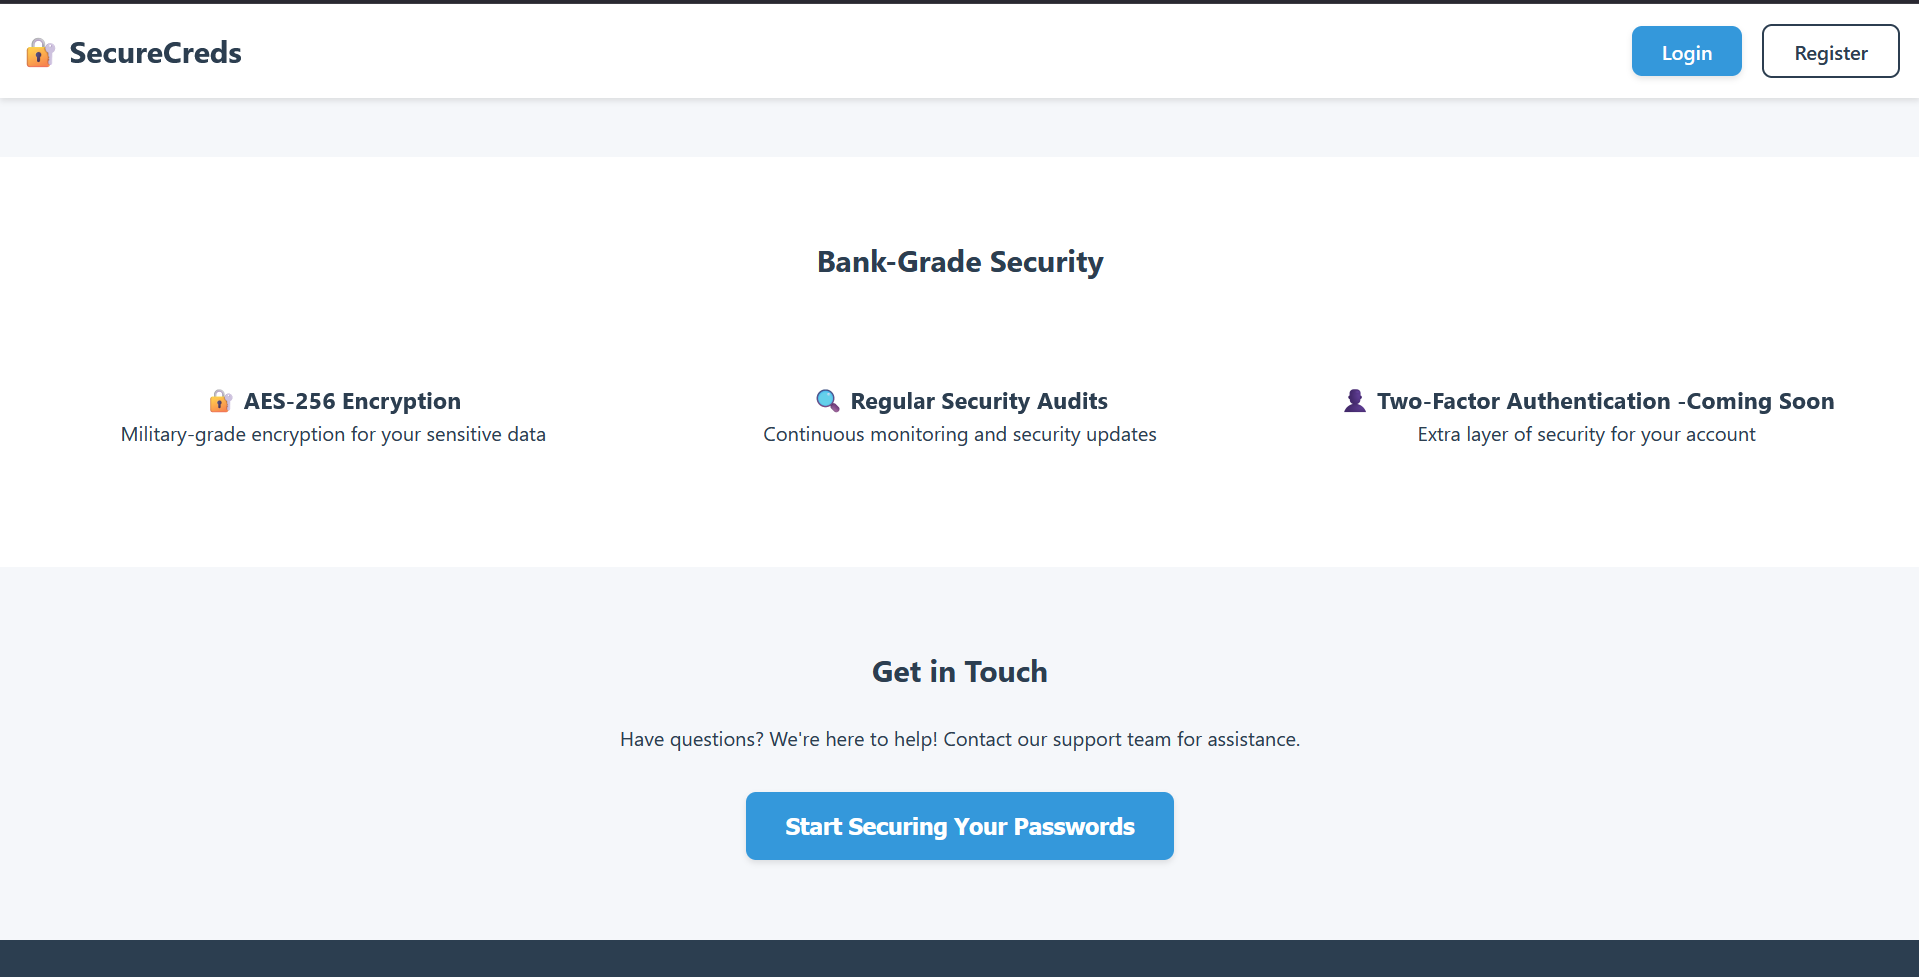 SecureCreds
Login
Register
Bank-Grade Security
AES-256 Encryption
Military-grade encryption for your sensitive data
Regular Security Audits
Continuous monitoring and security updates
Two-Factor Authentication -Coming Soon
Extra layer of security for your account
Get in Touch
Have questions? We're here to help! Contact our support team for assistance.
Start Securing Your Passwords